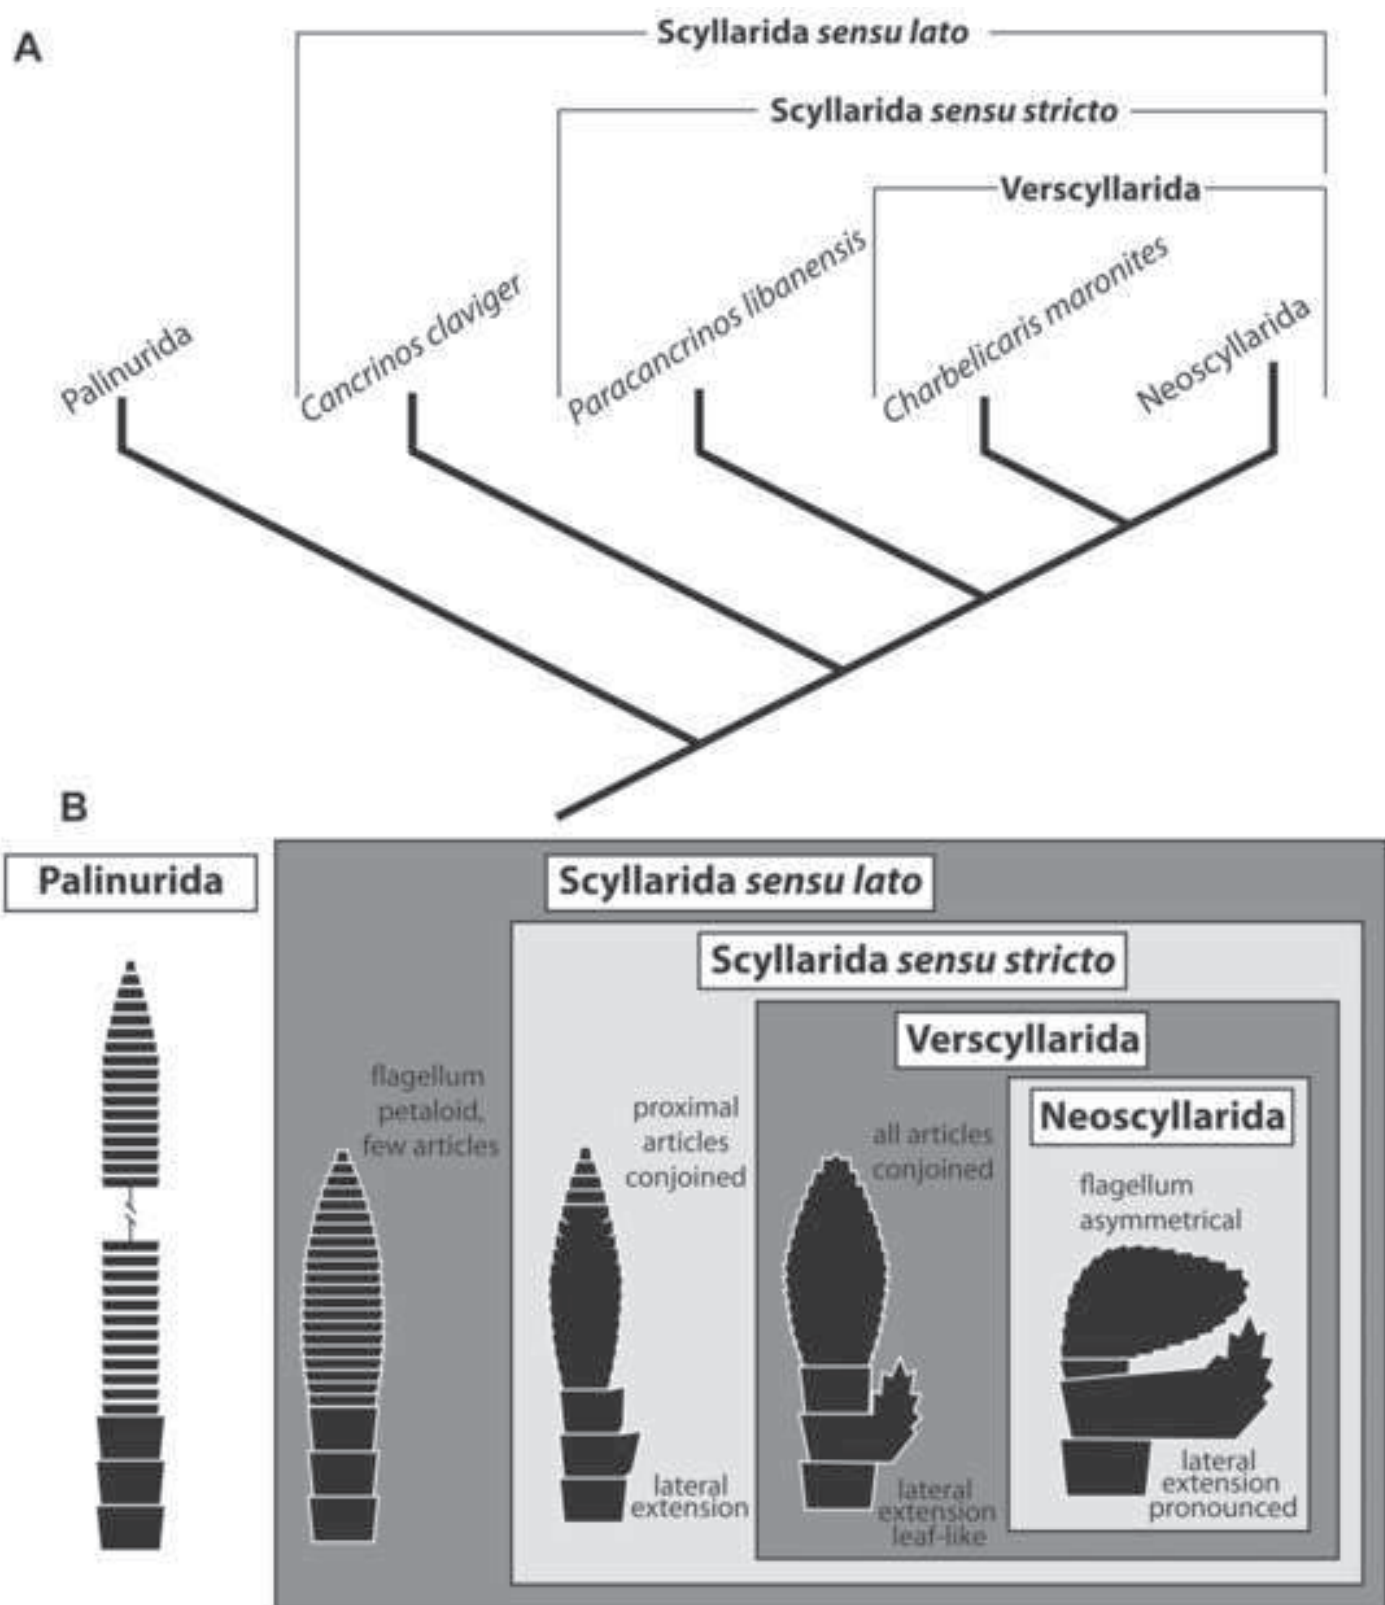 A
Scyllarida sensu lato
Scyllarida sensu stricto
Verscyllarida
Palinurida
Cancrinos claviger
Paracancrinos libanensis
Charbelicaris maronites
Neoscyllarida
B
Palinurida
Scyllarida sensu lato
Scyllarida sensu stricto
Verscyllarida
Neoscyllarida
flagellum
petaloid,
few articles
proximal
articles
conjoined
all articles
conjoined
flagellum
asymmetrical
lateral
extension
lateral
extension
leaf-like
lateral
extension
pronounced